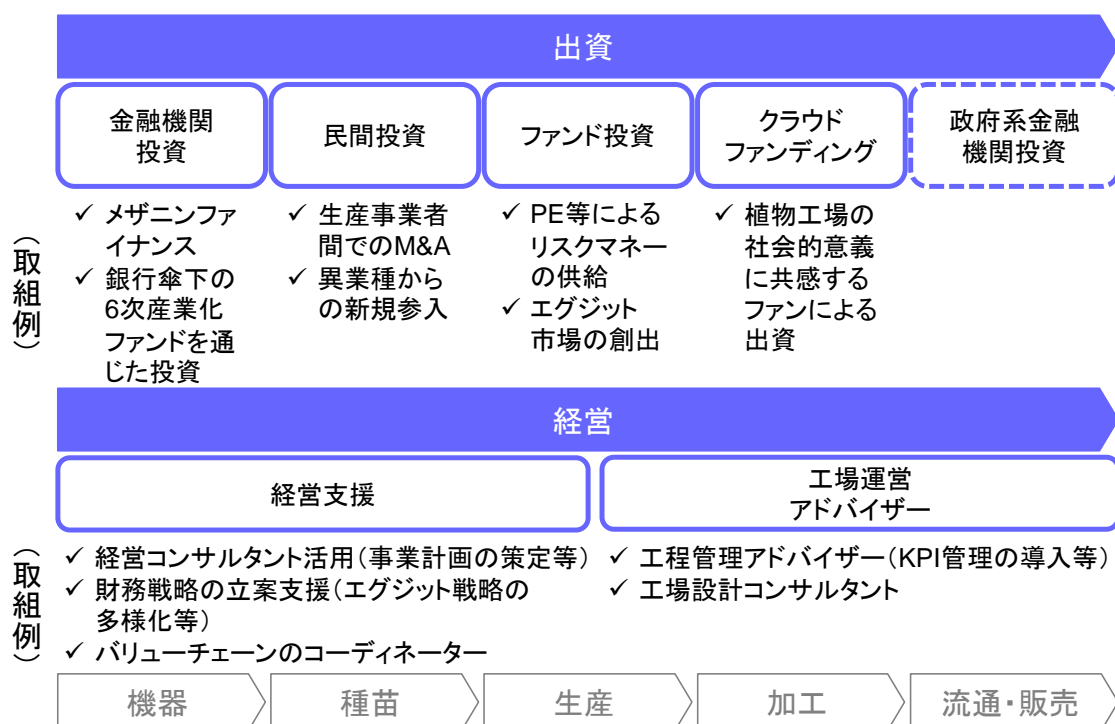 出資
金融機関
投資
民間投資
ファンド投資
クラウド
ファンディング
政府系金融
機関投資
（取組例）
✓ メザニンファ
イナンス
✓ 銀行傘下の
6次産業化
ファンドを通
じた投資
✓ 生産事業者
間でのM&A
✓ 異業種から
の新規参入
✓ PE等による
リスクマネー
の供給
✓ エグジット
市場の創出
✓ 植物工場の
社会的意義
に共感する
ファンによる
出資
経営
経営支援
工場運営
アドバイザー
（取組例）
✓ 経営コンサルタント活用（事業計画の策定等）
✓ 財務戦略の立案支援（エグジット戦略の
多様化等）
✓ バリューチェーンのコーディネーター
✓ 工程管理アドバイザー（KPI管理の導入等）
✓ 工場設計コンサルタント
機器
種苗
生産
加工
流通・販売